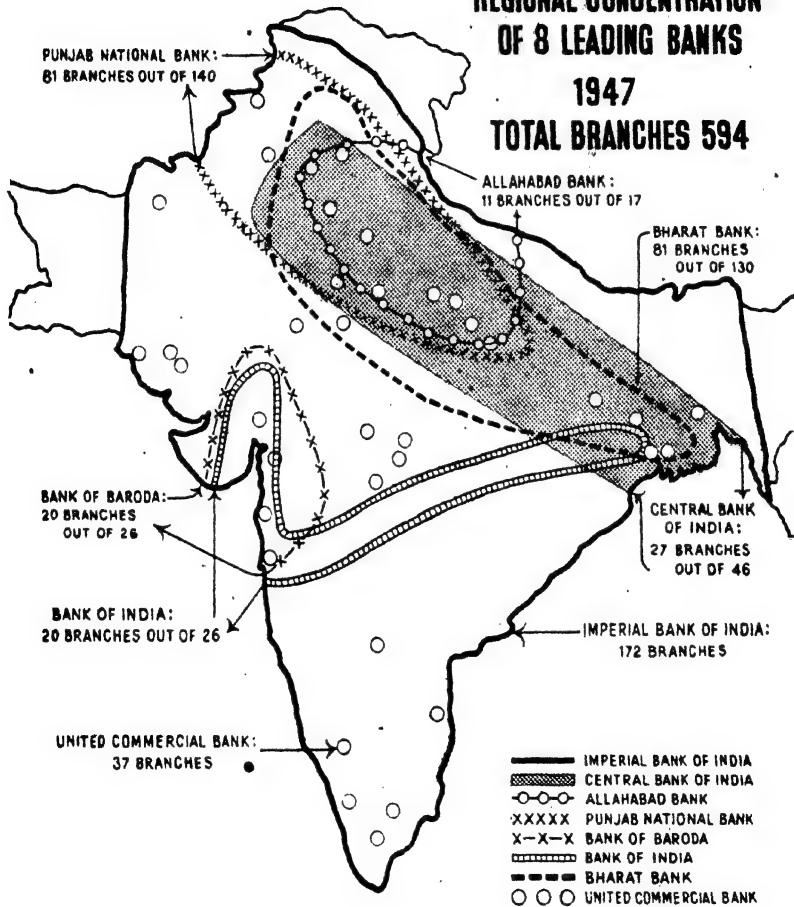 REGIONAL CONCENTRATION
OF 8 LEADING BANKS
1947
TOTAL BRANCHES 594
PUNJAB NATIONAL BANK:
81 BRANCHES OUT OF 140
ALLAHABAD BANK:
11 BRANCHES OUT OF 17
BHARAT BANK:
81 BRANCHES
OUT OF 130
BANK OF BARODA:
20 BRANCHES
OUT OF 26
CENTRAL BANK
OF INDIA:
27 BRANCHES
OUT OF 46
BANK OF INDIA:
20 BRANCHES OUT OF 26
IMPERIAL BANK OF INDIA:
172 BRANCHES
UNITED COMMERCIAL BANK:
37 BRANCHES
IMPERIAL BANK OF INDIA
CENTRAL BANK OF INDIA
ALLAHABAD BANK
PUNJAB NATIONAL BANK
BANK OF BARODA
BANK OF INDIA
BHARAT BANK
UNITED COMMERCIAL BANK